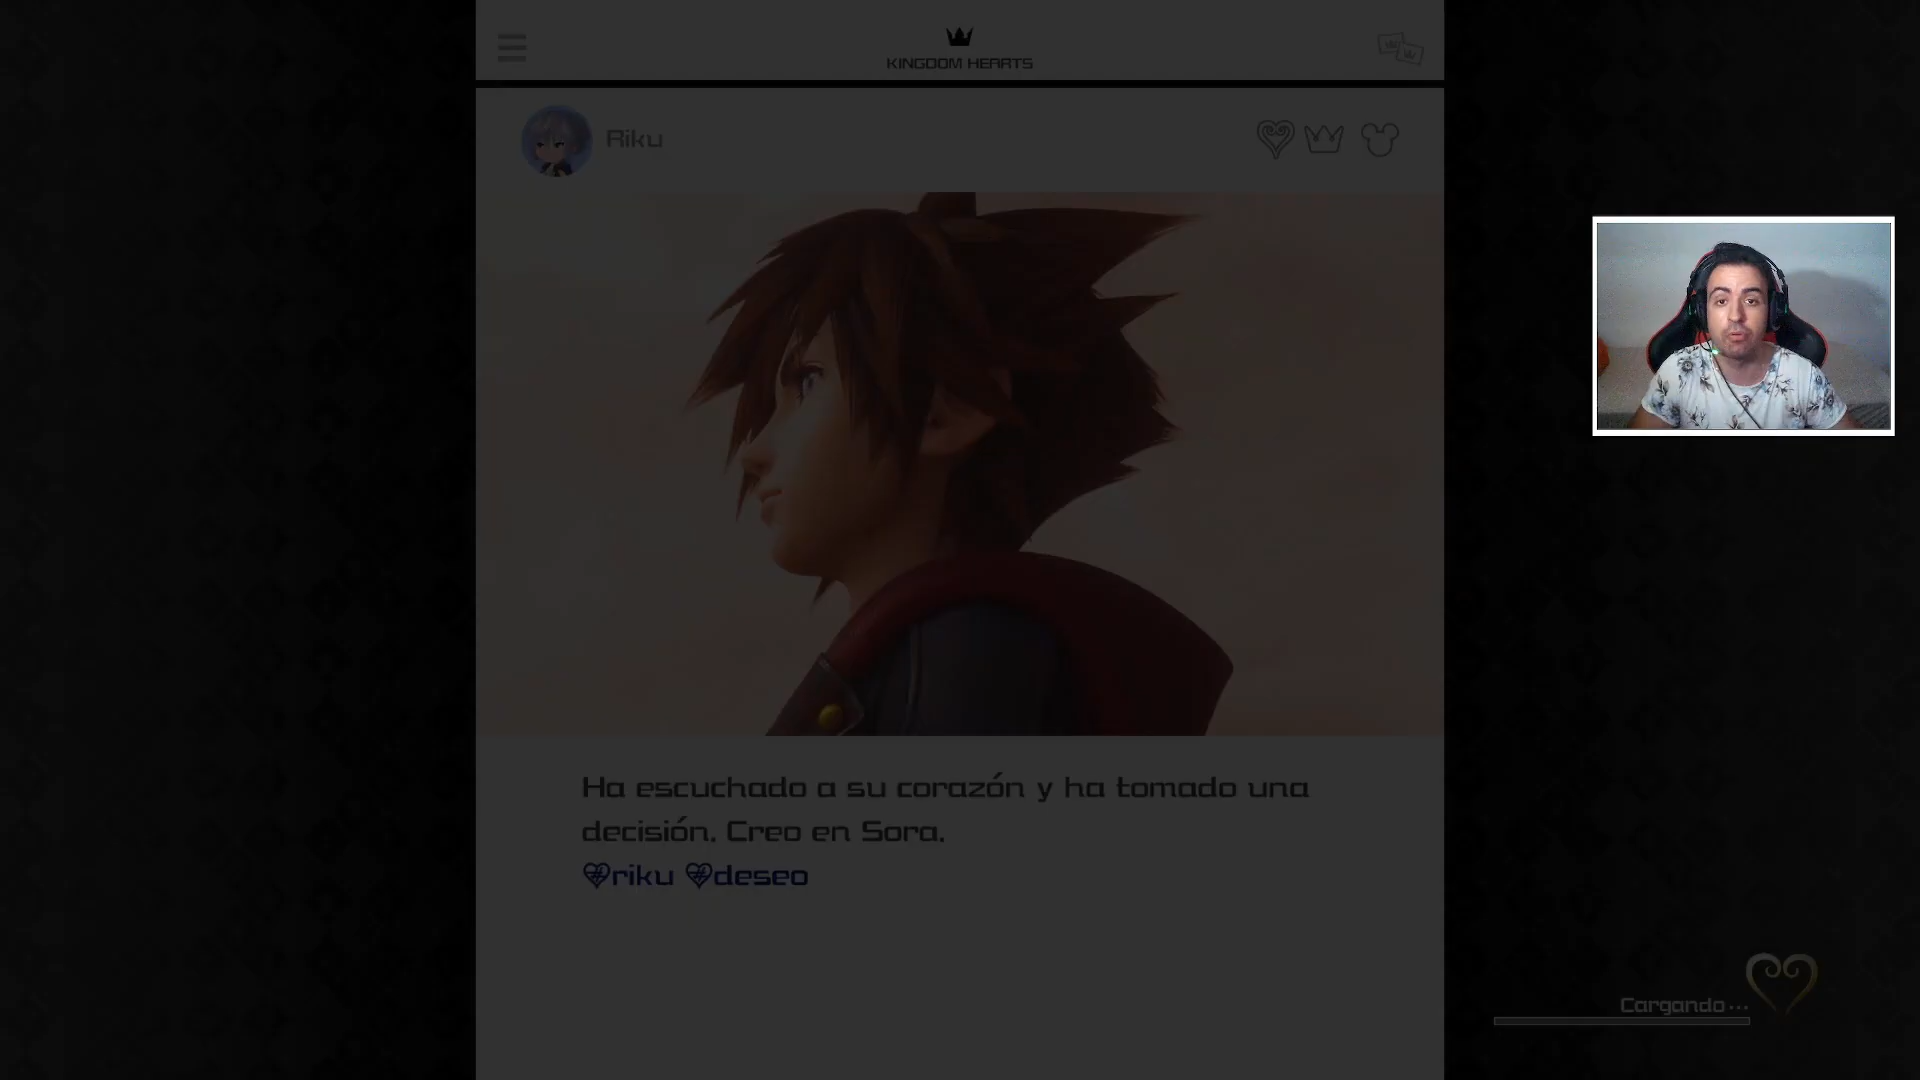 KINGDOM HEARTS
Riku
Ha escuchado a su corazón y ha tomado una
decisión. Creo en Sora.
#riku #deseo
Cargando...